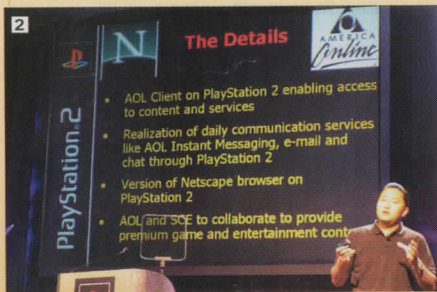 2
N
The Details
AMERICA
Online
PlayStation®2
• AOL Client on PlayStation 2 enabling access
to content and services
• Realization of daily communication services
like AOL Instant Messaging, e-mail and
chat through PlayStation 2
• Version of Netscape browser on
PlayStation 2
• AOL and SCE to collaborate to provide
premium game and entertainment